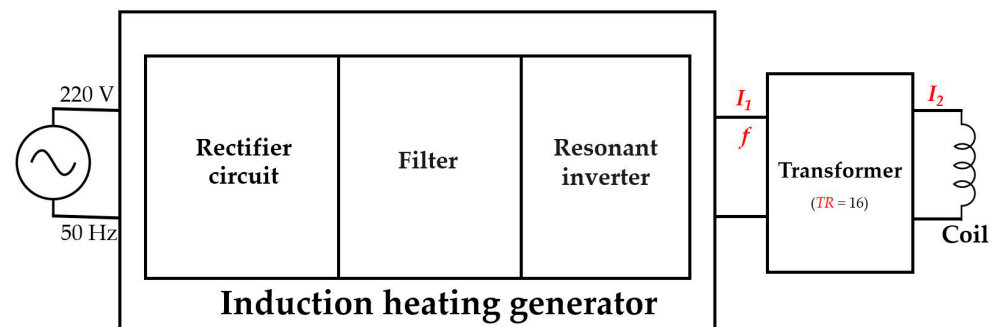 220 V
50 Hz
Rectifier
circuit
Filter
Resonant
inverter
Induction heating generator
I₁
f
Transformer
(TR = 16)
I₂
Coil